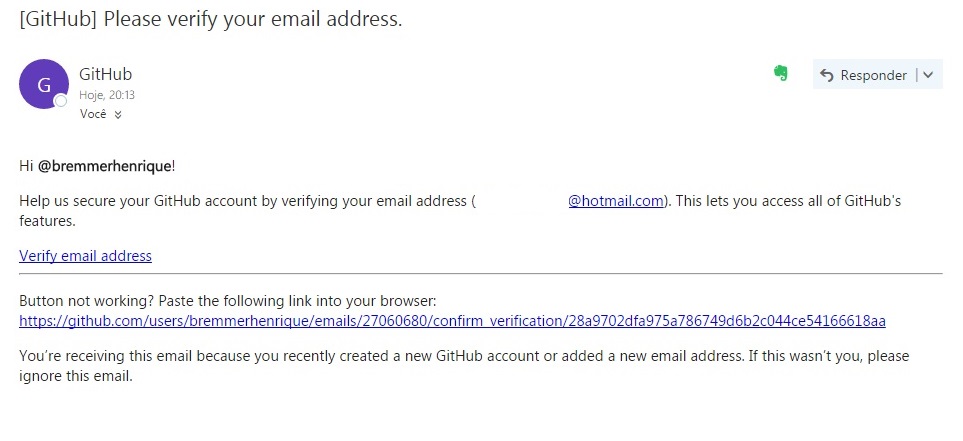 [GitHub] Please verify your email address.
G
GitHub
Hoje, 20:13
Você
Responder
Hi @bremmerhenrique!
Help us secure your GitHub account by verifying your email address ( @hotmail.com). This lets you access all of GitHub's
features.
Verify email address
Button not working? Paste the following link into your browser:
https://github.com/users/bremmerhenrique/emails/27060680/confirm_verification/28a9702dfa975a786749d6b2c044ce54166618aa
You’re receiving this email because you recently created a new GitHub account or added a new email address. If this wasn’t you, please
ignore this email.